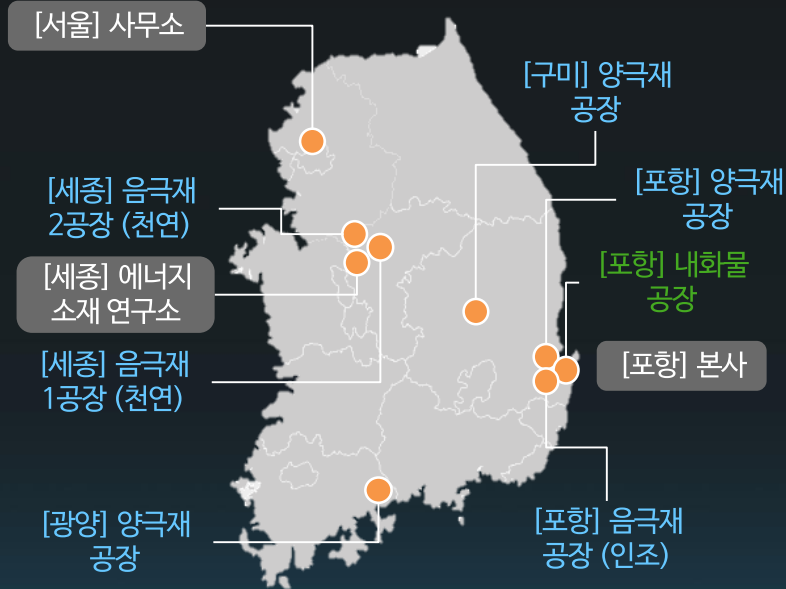 [서울] 사무소
[구미] 양극재
공장
[세종] 음극재
2공장 (천연)
[포항] 양극재
공장
[세종] 에너지
소재 연구소
[포항] 내화물
공장
[세종] 음극재
1공장 (천연)
[포항] 본사
[광양] 양극재
공장
[포항] 음극재
공장 (인조)